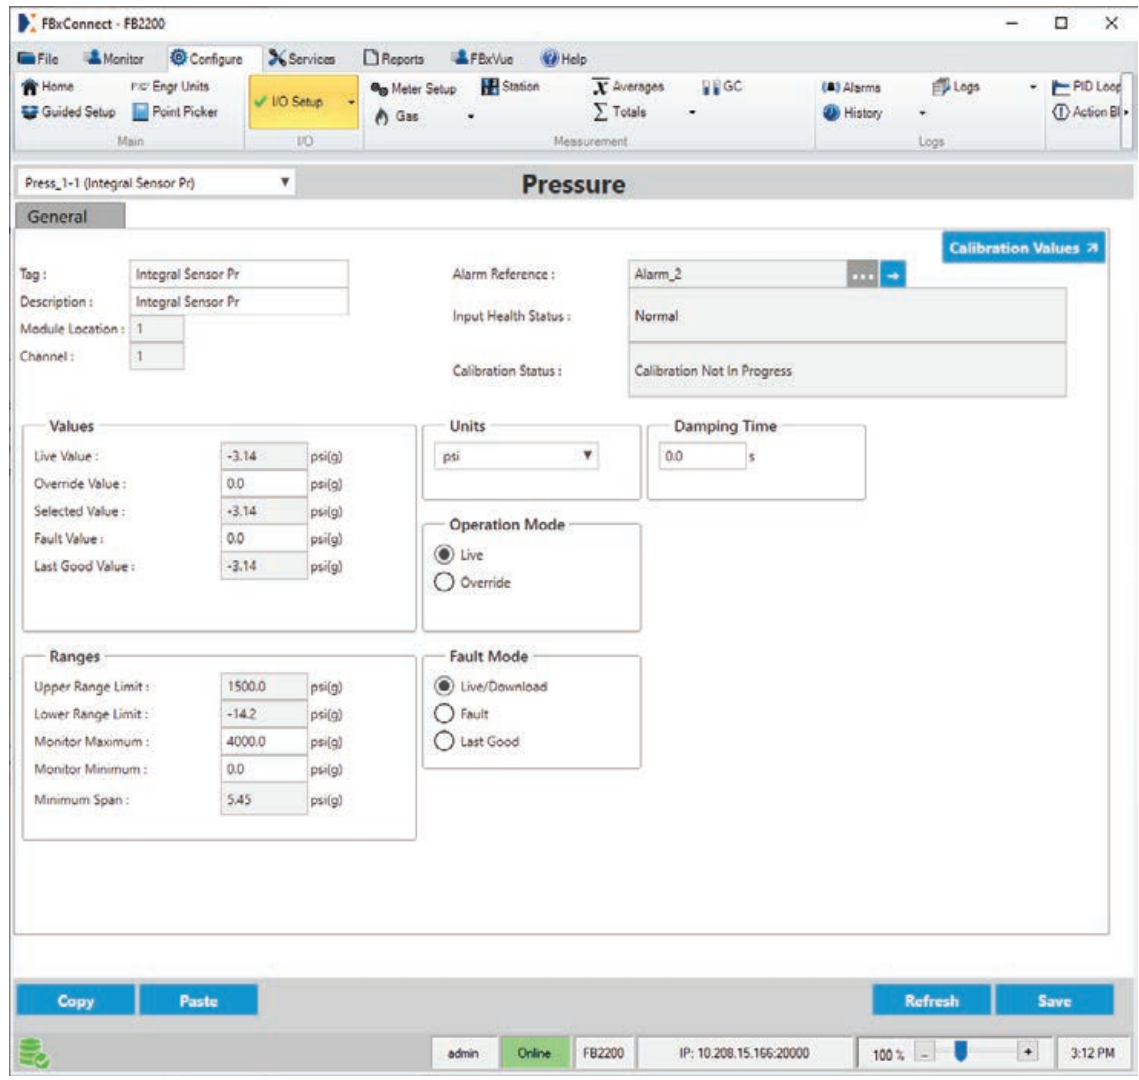 FBxConnect - FB2200
File Monitor Configure Services Reports FBxVue Help
Home Engr Units I/O Setup Meter Setup Station Averages GC Alarms Logs PID Loop
Guided Setup Point Picker Gas Totals History Action Bl
Main I/O Measurement Logs
Press_1-1 (Integral Sensor Pr) Pressure
General
Calibration Values
Tag : Integral Sensor Pr Alarm Reference : Alarm_2 ...
Description : Integral Sensor Pr
Input Health Status : Normal
Module Location : 1
Channel : 1
Calibration Status : Calibration Not In Progress
Values Units Damping Time
Live Value : -3.14 psi(g) psi 0.0 s
Override Value : 0.0 psi(g)
Selected Value : -3.14 psi(g)
Operation Mode
Fault Value : 0.0 psi(g)
Live
Last Good Value : -3.14 psi(g)
Override
Ranges Fault Mode
Upper Range Limit : 1500.0 psi(g) Live/Download
Lower Range Limit : -14.2 psi(g) Fault
Monitor Maximum : 4000.0 psi(g) Last Good
Monitor Minimum : 0.0 psi(g)
Minimum Span : 5.45 psi(g)
Copy Paste Refresh Save
admin Online FB2200 IP: 10.208.15.166:20000 100 % - + 3:12 PM